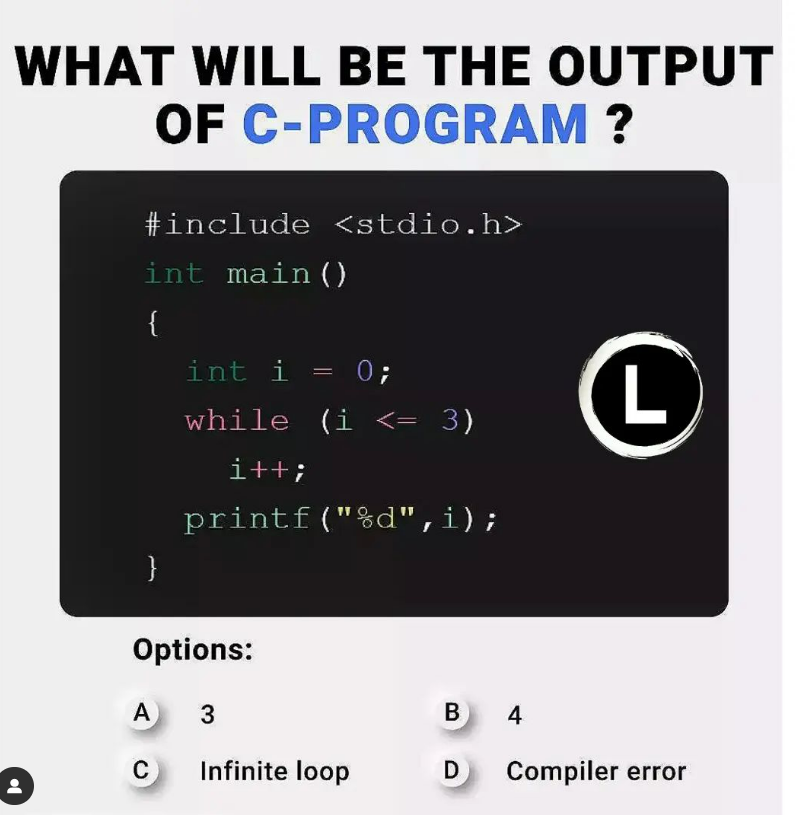 WHAT WILL BE THE OUTPUT
OF C-PROGRAM ?
#include <stdio.h>
int main()
{
int i = 0;
while (i <= 3)
i++;
printf("%d",i);
}
L
Options:
A 3
B 4
C Infinite loop
D Compiler error